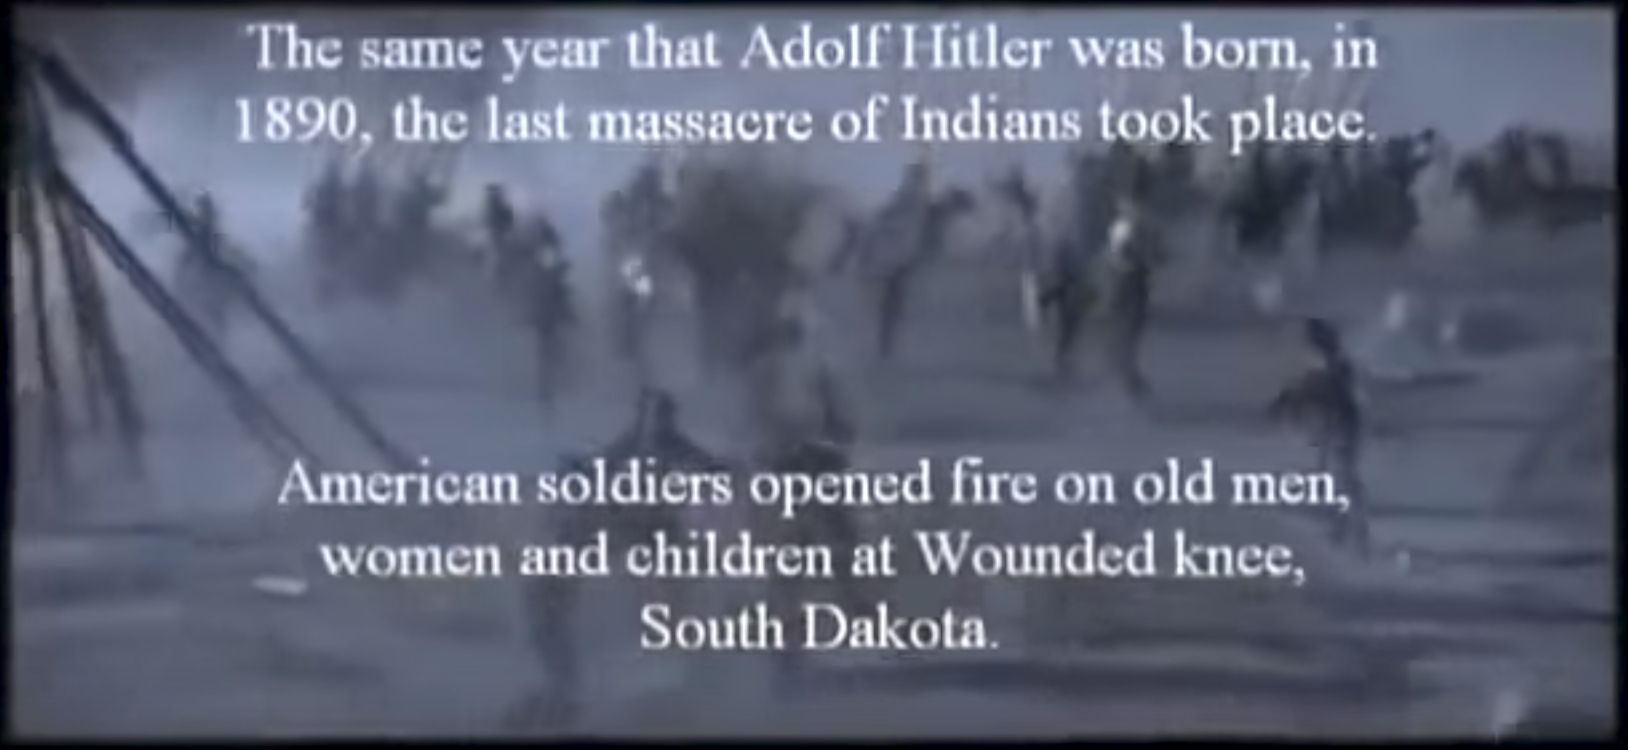 The same year that Adolf Hitler was born, in
1890, the last massacre of Indians took place.
American soldiers opened fire on old men,
women and children at Wounded knee,
South Dakota.